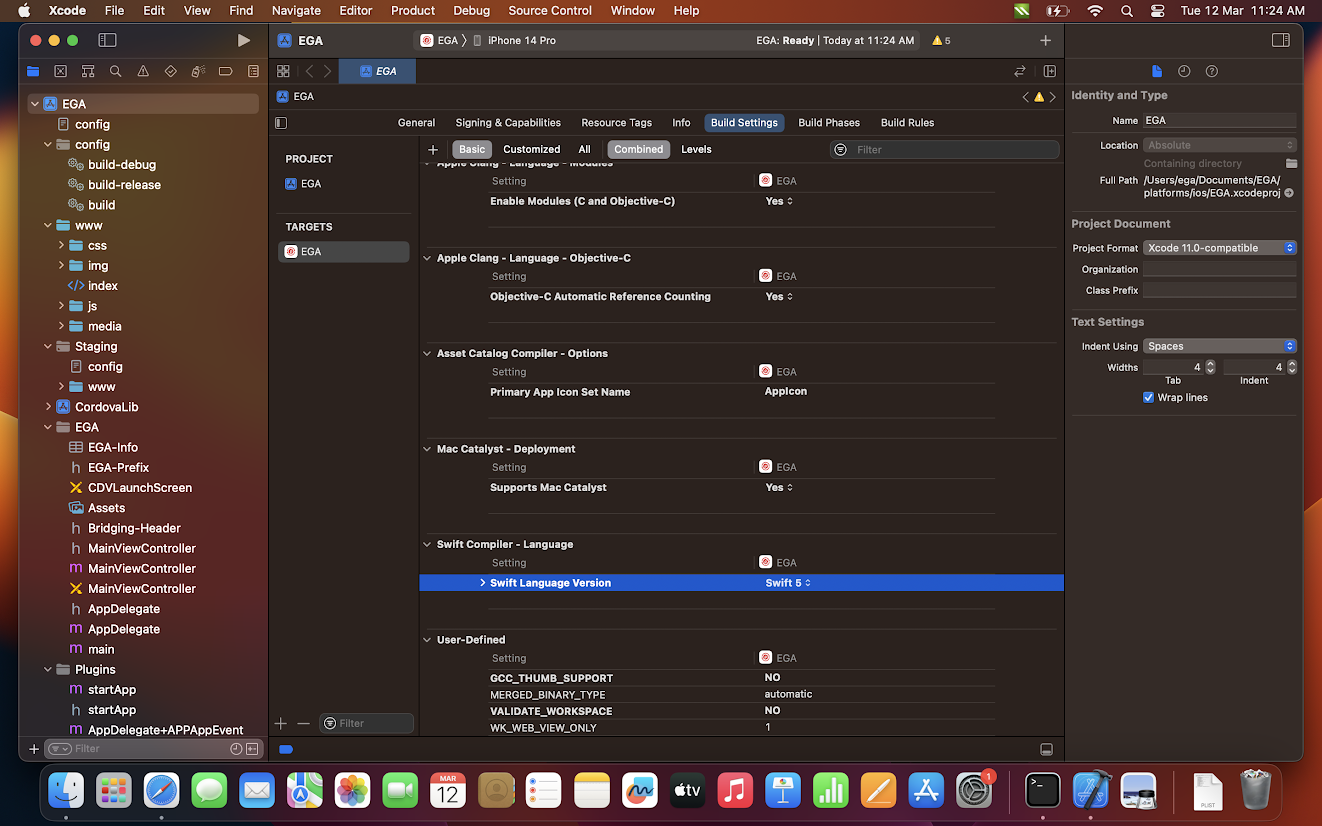 Xcode File Edit View Find Navigate Editor Product Debug Source Control Window Help Tue 12 Mar 11:24 AM
EGA EGA iPhone 14 Pro EGA: Ready | Today at 11:24 AM 5
EGA
EGA
General Signing & Capabilities Resource Tags Info Build Settings Build Phases Build Rules
Basic Customized All Combined Levels Filter
EGA
config
config
build-debug
build-release
build
www
css
img
index
js
media
Staging
config
www
CordovaLib
EGA
EGA-Info
EGA-Prefix
CDVLaunchScreen
Assets
Bridging-Header
MainViewController
MainViewController
MainViewController
AppDelegate
AppDelegate
main
Plugins
startApp
startApp
AppDelegate+APPAppEvent
Filter
PROJECT
EGA
TARGETS
EGA
Filter
Apple Clang - Language - Modules
Setting EGA
Enable Modules (C and Objective-C) Yes
Apple Clang - Language - Objective-C
Setting EGA
Objective-C Automatic Reference Counting Yes
Asset Catalog Compiler - Options
Setting EGA
Primary App Icon Set Name AppIcon
Mac Catalyst - Deployment
Setting EGA
Supports Mac Catalyst Yes
Swift Compiler - Language
Setting EGA
Swift Language Version Swift 5
User-Defined
Setting EGA
GCC_THUMB_SUPPORT NO
MERGED_BINARY_TYPE automatic
VALIDATE_WORKSPACE NO
WK_WEB_VIEW_ONLY 1
Identity and Type
Name EGA
Location Absolute
Containing directory
Full Path /Users/ega/Documents/EGA/
platforms/ios/EGA.xcodeproj
Project Document
Project Format Xcode 11.0-compatible
Organization
Class Prefix
Text Settings
Indent Using Spaces
Widths 4 4
Tab Indent
Wrap lines
MAR
12
tv
1
PLIST